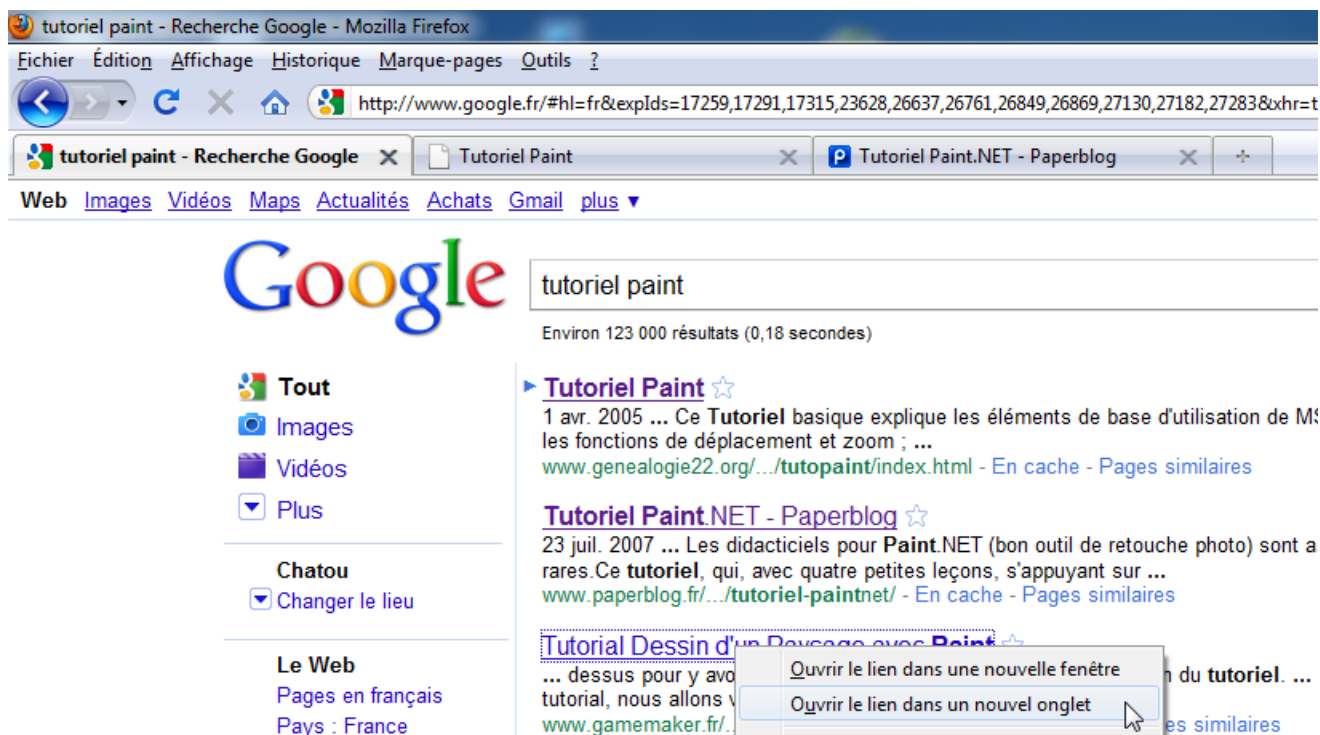 tutoriel paint - Recherche Google - Mozilla Firefox
Fichier Édition Affichage Historique Marque-pages Outils ?
http://www.google.fr/#hl=fr&expIds=17259,17291,17315,23628,26637,26761,26849,26869,27130,27182,27283&xhr=t
tutoriel paint - Recherche Google Tutoriel Paint Tutoriel Paint.NET - Paperblog
Web Images Vidéos Maps Actualités Achats Gmail plus ▼
Google
tutoriel paint
Environ 123 000 résultats (0,18 secondes)
Tout
Images
Vidéos
Plus
Chatou
Changer le lieu
Le Web
Pages en français
Pays : France
Tutoriel Paint
1 avr. 2005 ... Ce Tutoriel basique explique les éléments de base d'utilisation de MS
les fonctions de déplacement et zoom ; ...
www.genealogie22.org/.../tutopaint/index.html - En cache - Pages similaires
Tutoriel Paint.NET - Paperblog
23 juil. 2007 ... Les didacticiels pour Paint.NET (bon outil de retouche photo) sont a
rares.Ce tutoriel, qui, avec quatre petites leçons, s'appuyant sur ...
www.paperblog.fr/.../tutoriel-paintnet/ - En cache - Pages similaires
Tutorial Dessin d'un Paysage avec Paint
... dessus pour y avo n du tutoriel. ...
tutorial, nous allons v
www.gamemaker.fr/.. es similaires
Ouvrir le lien dans une nouvelle fenêtre
Ouvrir le lien dans un nouvel onglet